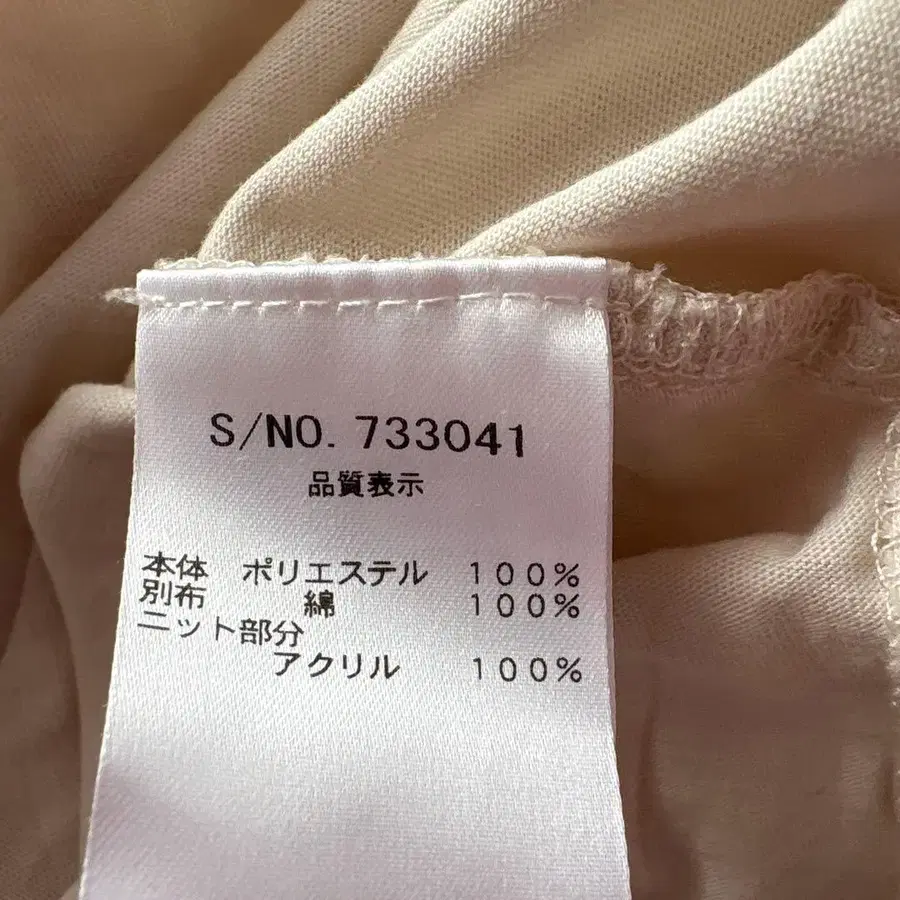 S/NO. 733041
品質表示
本体 ポリエステル 100%
別布 綿 100%
ニット部分
アクリル 100%